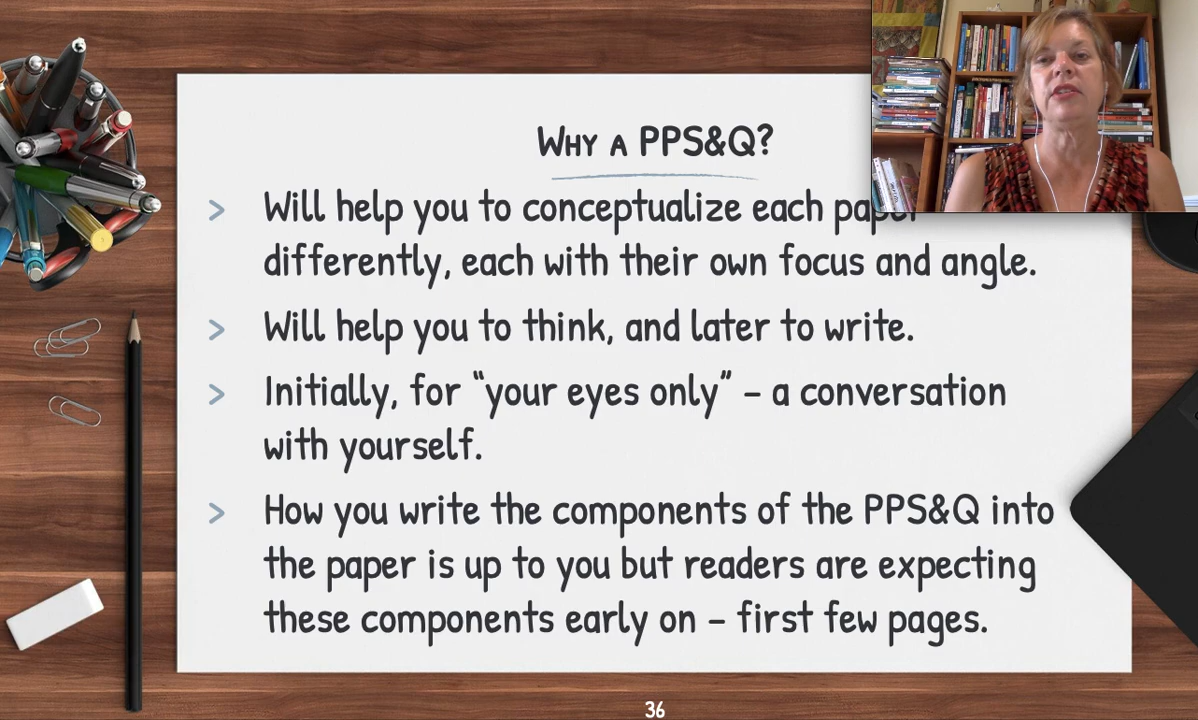 WHY A PPS&Q?
> Will help you to conceptualize each paper
differently, each with their own focus and angle.
> Will help you to think, and later to write.
> Initially, for “your eyes only” – a conversation
with yourself.
> How you write the components of the PPS&Q into
the paper is up to you but readers are expecting
these components early on – first few pages.
36